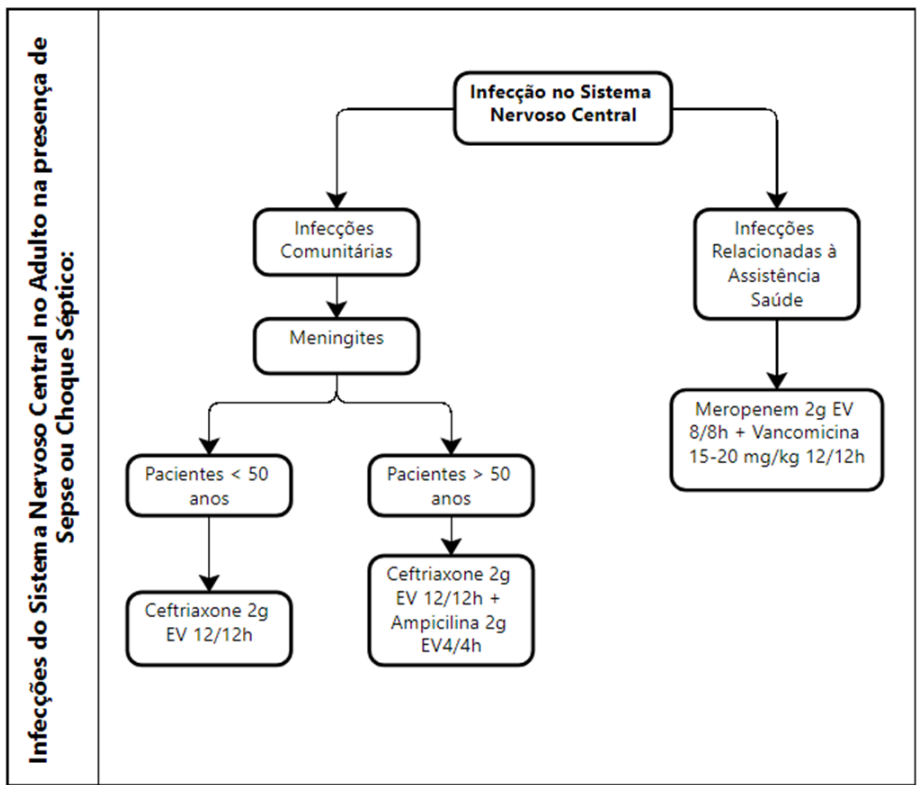 Infecções do Sistema Nervoso Central no Adulto na presença de
Sepse ou Choque Séptico:
Infecção no Sistema
Nervoso Central
Infecções
Comunitárias
Meningites
Pacientes < 50
anos
Ceftriaxone 2g
EV 12/12h
Pacientes > 50
anos
Ceftriaxone 2g
EV 12/12h +
Ampicilina 2g
EV4/4h
Infecções
Relacionadas à
Assistência
Saúde
Meropenem 2g EV
8/8h + Vancomicina
15-20 mg/kg 12/12h